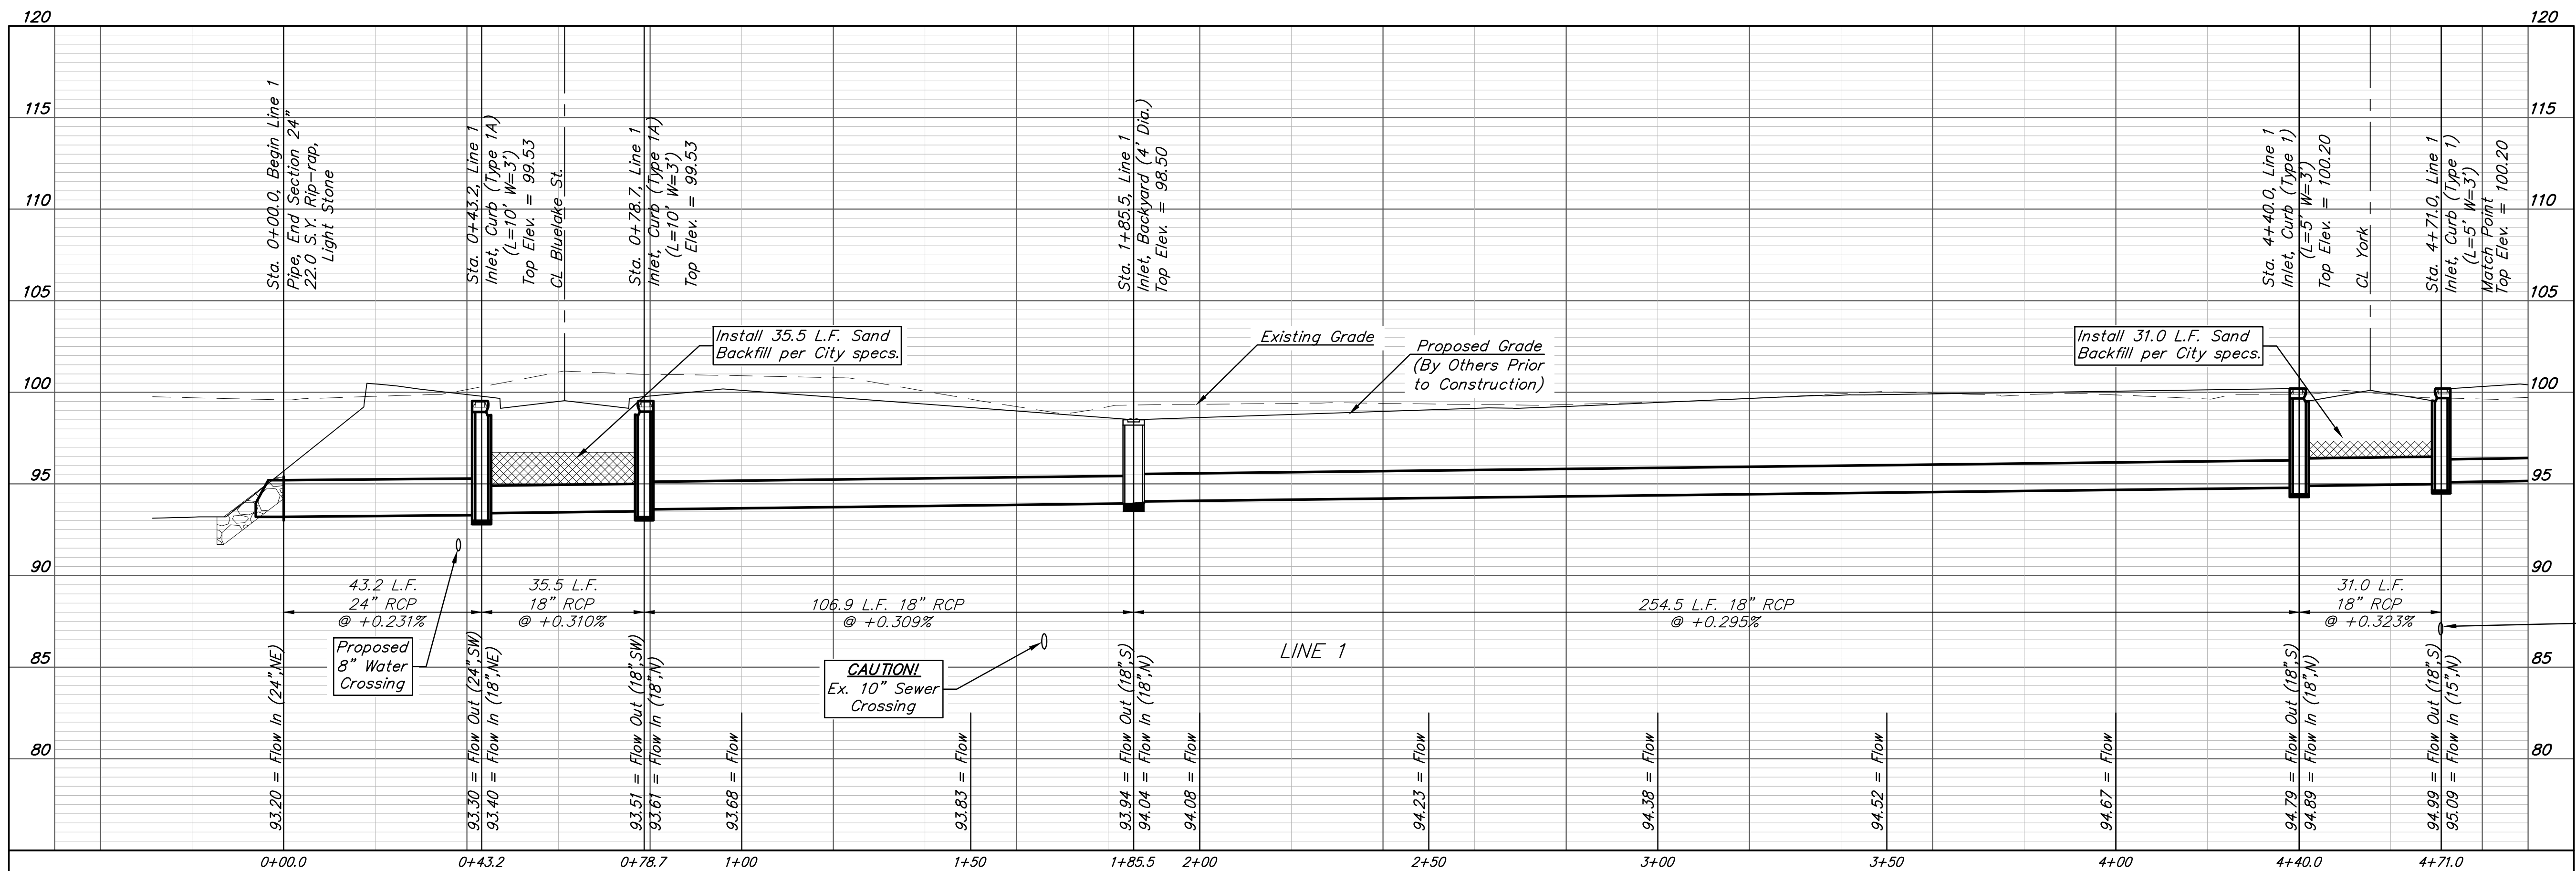 120
115
110
105
100
95
90
85
80
120
115
110
105
100
95
90
85
80
Sta. 0+00.0, Begin Line 1
Pipe, End Section 24"
22.0 S.Y. Rip-rap,
Light Stone
Sta. 0+43.2, Line 1
Inlet, Curb (Type 1A)
(L=10' W=3')
Top Elev. = 99.53
CL Bluelake St.
Sta. 0+78.7, Line 1
Inlet, Curb (Type 1A)
(L=10' W=3')
Top Elev. = 99.53
Sta. 1+85.5, Line 1
Inlet, Backyard (4' Dia.)
Top Elev. = 98.50
Sta. 4+40.0, Line 1
Inlet, Curb (Type 1)
(L=5' W=3')
Top Elev. = 100.20
CL York
Sta. 4+71.0, Line 1
Inlet, Curb (Type 1)
(L=5' W=3')
Match Point
Top Elev. = 100.20
Install 35.5 L.F. Sand
Backfill per City specs.
Existing Grade
Proposed Grade
(By Others Prior
to Construction)
Install 31.0 L.F. Sand
Backfill per City specs.
43.2 L.F.
24" RCP
@ +0.231%
35.5 L.F.
18" RCP
@ +0.310%
106.9 L.F. 18" RCP
@ +0.309%
254.5 L.F. 18" RCP
@ +0.295%
31.0 L.F.
18" RCP
@ +0.323%
Proposed
8" Water
Crossing
CAUTION!
Ex. 10" Sewer
Crossing
LINE 1
93.20 = Flow In (24",NE)
93.30 = Flow Out (24",SW)
93.40 = Flow In (18",NE)
93.51 = Flow Out (18",SW)
93.61 = Flow In (18",N)
93.68 = Flow
93.83 = Flow
93.94 = Flow Out (18",S)
94.04 = Flow In (18",N)
94.08 = Flow
94.23 = Flow
94.38 = Flow
94.52 = Flow
94.67 = Flow
94.79 = Flow Out (18",S)
94.89 = Flow In (18",N)
94.99 = Flow Out (18",S)
95.09 = Flow In (15",N)
0+00.0
0+43.2
0+78.7
1+00
1+50
1+85.5
2+00
2+50
3+00
3+50
4+00
4+40.0
4+71.0